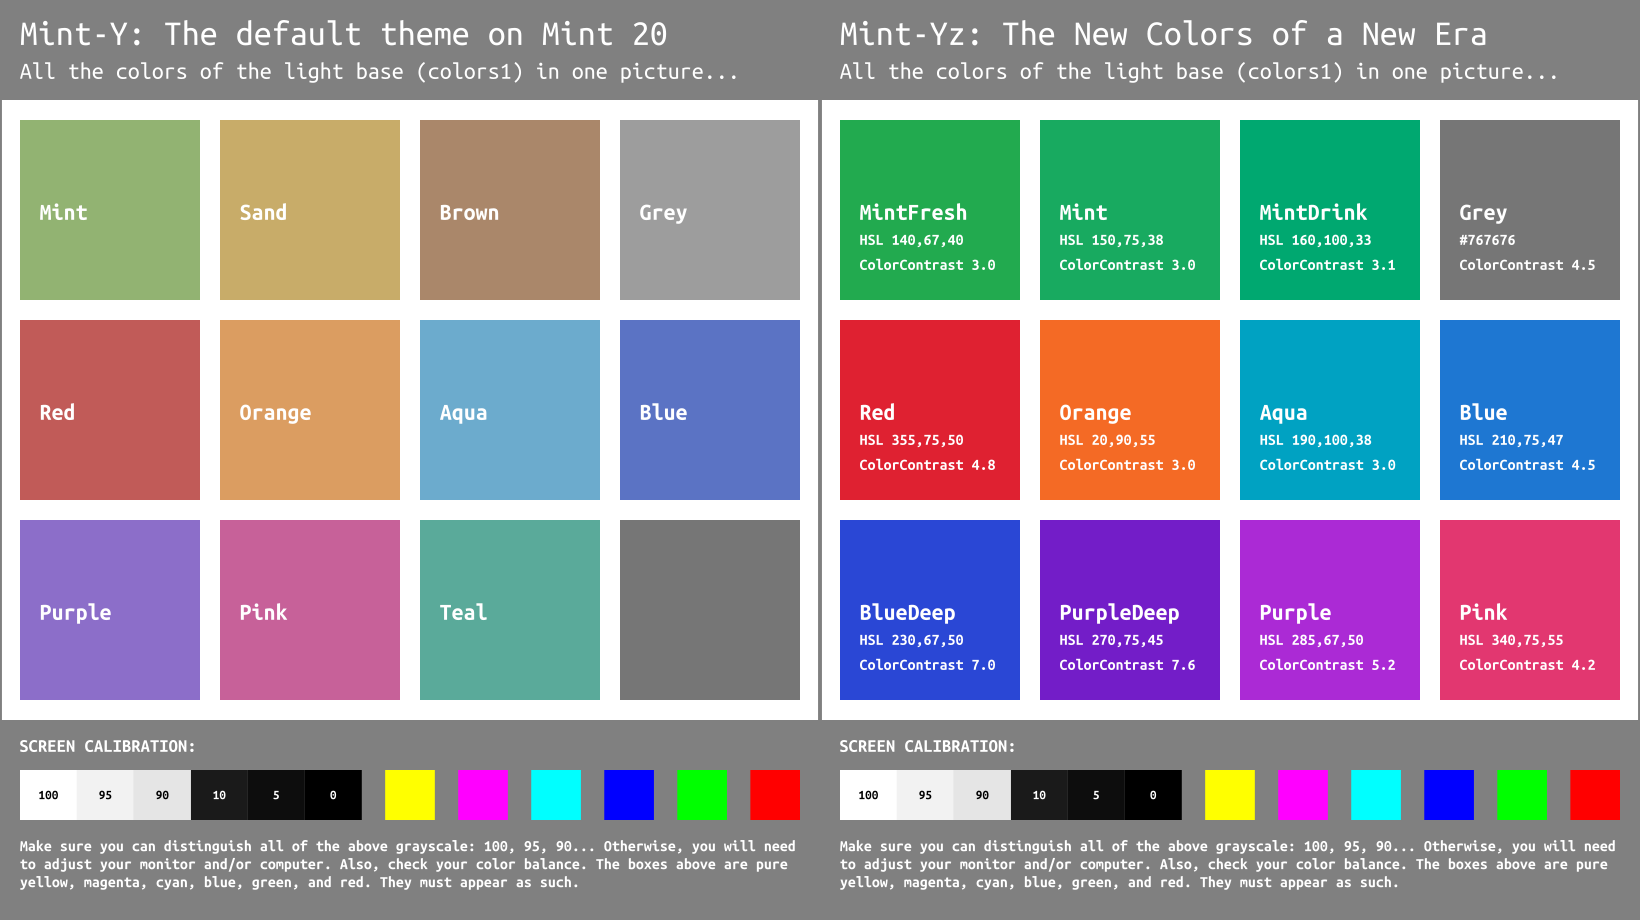 Mint-Y: The default theme on Mint 20
All the colors of the light base (colors1) in one picture...
Mint
Sand
Brown
Grey
Red
Orange
Aqua
Blue
Purple
Pink
Teal
SCREEN CALIBRATION:
100 95 90 10 5 0
Make sure you can distinguish all of the above grayscale: 100, 95, 90... Otherwise, you will need
to adjust your monitor and/or computer. Also, check your color balance. The boxes above are pure
yellow, magenta, cyan, blue, green, and red. They must appear as such.
Mint-Yz: The New Colors of a New Era
All the colors of the light base (colors1) in one picture...
MintFresh
HSL 140,67,40
ColorContrast 3.0
Mint
HSL 150,75,38
ColorContrast 3.0
MintDrink
HSL 160,100,33
ColorContrast 3.1
Grey
#767676
ColorContrast 4.5
Red
HSL 355,75,50
ColorContrast 4.8
Orange
HSL 20,90,55
ColorContrast 3.0
Aqua
HSL 190,100,38
ColorContrast 3.0
Blue
HSL 210,75,47
ColorContrast 4.5
BlueDeep
HSL 230,67,50
ColorContrast 7.0
PurpleDeep
HSL 270,75,45
ColorContrast 7.6
Purple
HSL 285,67,50
ColorContrast 5.2
Pink
HSL 340,75,55
ColorContrast 4.2
SCREEN CALIBRATION:
100 95 90 10 5 0
Make sure you can distinguish all of the above grayscale: 100, 95, 90... Otherwise, you will need
to adjust your monitor and/or computer. Also, check your color balance. The boxes above are pure
yellow, magenta, cyan, blue, green, and red. They must appear as such.